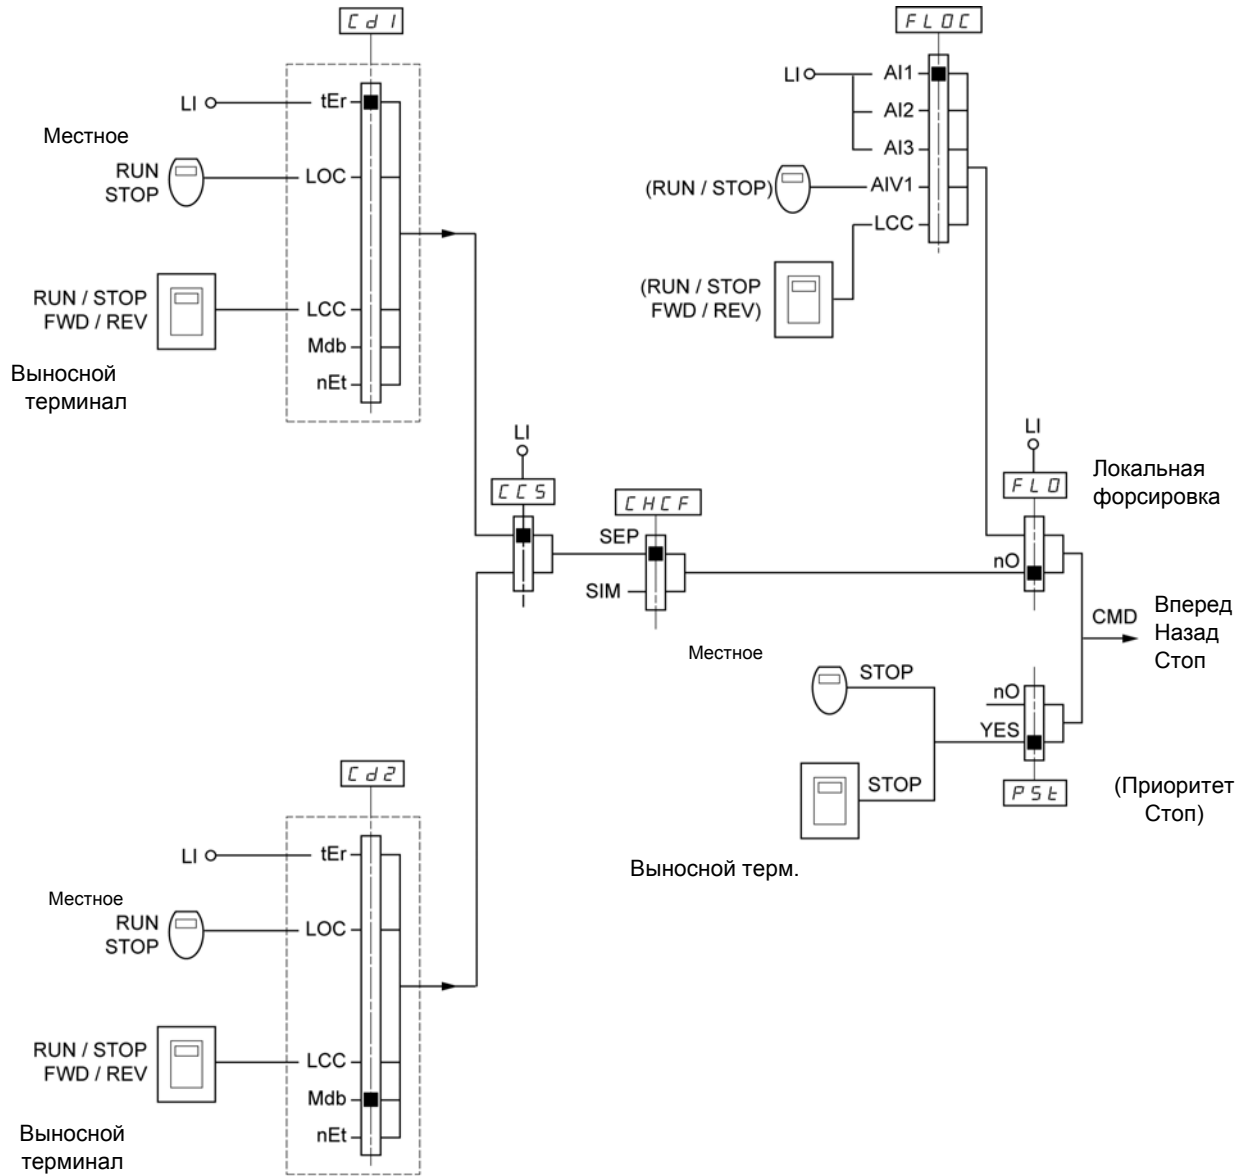 Cd1
LI
tEr
Местное
RUN
STOP
LOC
RUN / STOP
FWD / REV
LCC
Mdb
nEt
Выносной
терминал
FLOC
LI
AI1
AI2
AI3
(RUN / STOP)
AIV1
LCC
(RUN / STOP
FWD / REV)
LI
CCS
CHCF
SEP
SIM
LI
FLO
Локальная
форсировка
nO
CMD
Вперед
Назад
Стоп
Местное
STOP
nO
YES
STOP
PSt
(Приоритет
Стоп)
Выносной терм.
Cd2
LI
tEr
Местное
RUN
STOP
LOC
RUN / STOP
FWD / REV
LCC
Mdb
nEt
Выносной
терминал